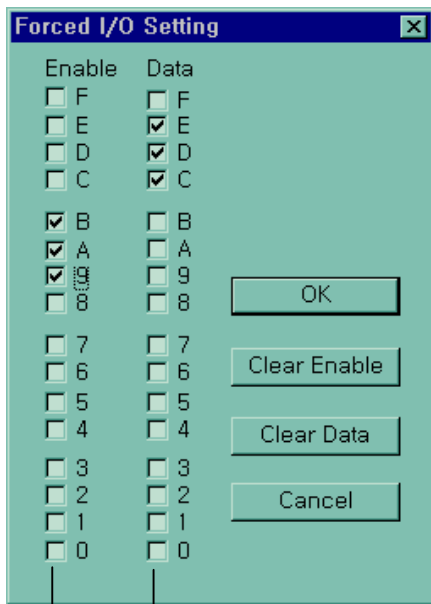 Forced I/O Setting
Enable Data
F F
E E
D D
C C
B B
A A
9 9
8 8
OK
7 7
6 6
Clear Enable
5 5
4 4
Clear Data
3 3
2 2
Cancel
1 1
0 0